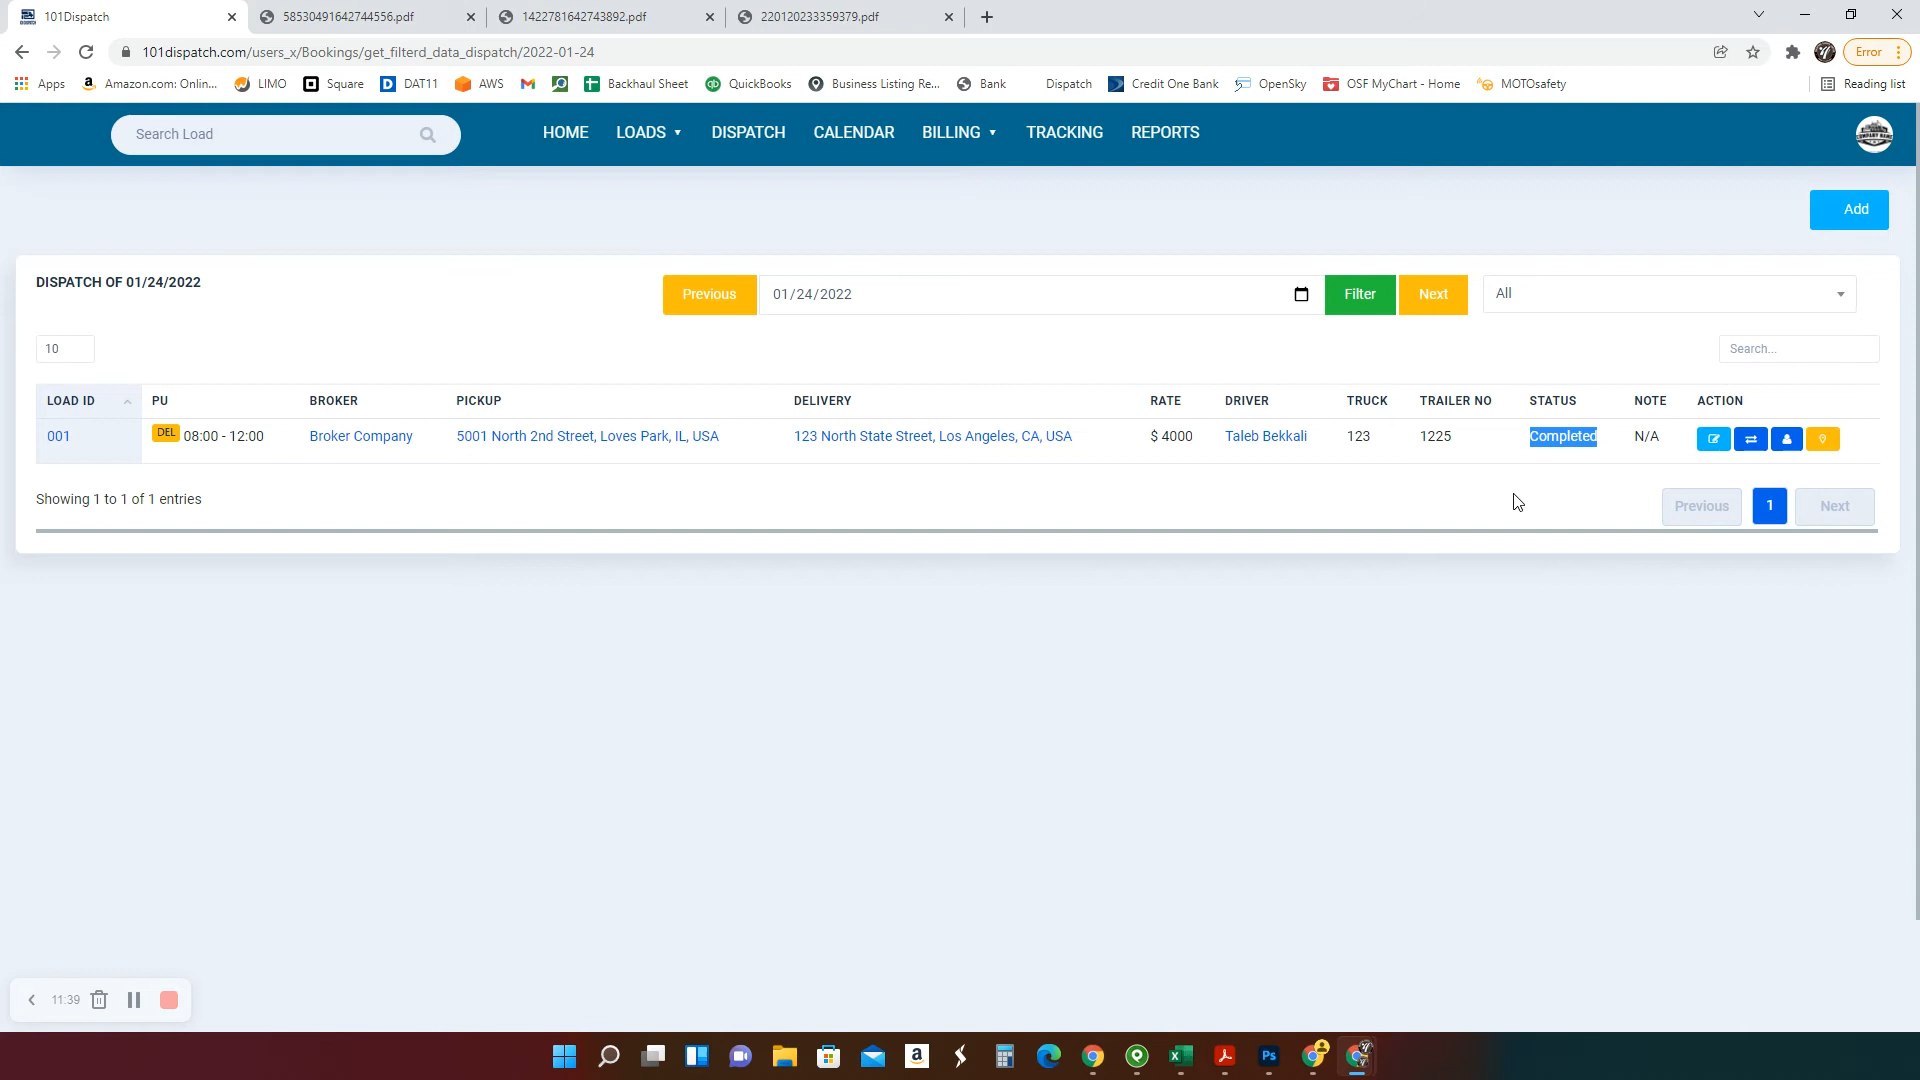 101Dispatch
58530491642744556.pdf
1422781642743892.pdf
220120233359379.pdf
101dispatch.com/users_x/Bookings/get_filterd_data_dispatch/2022-01-24
Error
Apps
Amazon.com: Onlin...
LIMO
Square
DAT11
AWS
Backhaul Sheet
QuickBooks
Business Listing Re...
Bank
Dispatch
Credit One Bank
OpenSky
OSF MyChart - Home
MOTOsafety
Reading list
Search Load
HOME
LOADS
DISPATCH
CALENDAR
BILLING
TRACKING
REPORTS
COMPANY NAME
Add
DISPATCH OF 01/24/2022
Previous
01/24/2022
Filter
Next
All
10
Search...
LOAD ID PU BROKER PICKUP DELIVERY RATE DRIVER TRUCK TRAILER NO STATUS NOTE ACTION
001 DEL 08:00 - 12:00 Broker Company 5001 North 2nd Street, Loves Park, IL, USA 123 North State Street, Los Angeles, CA, USA $ 4000 Taleb Bekkali 123 1225 Completed N/A
Showing 1 to 1 of 1 entries
Previous
1
Next
11:39